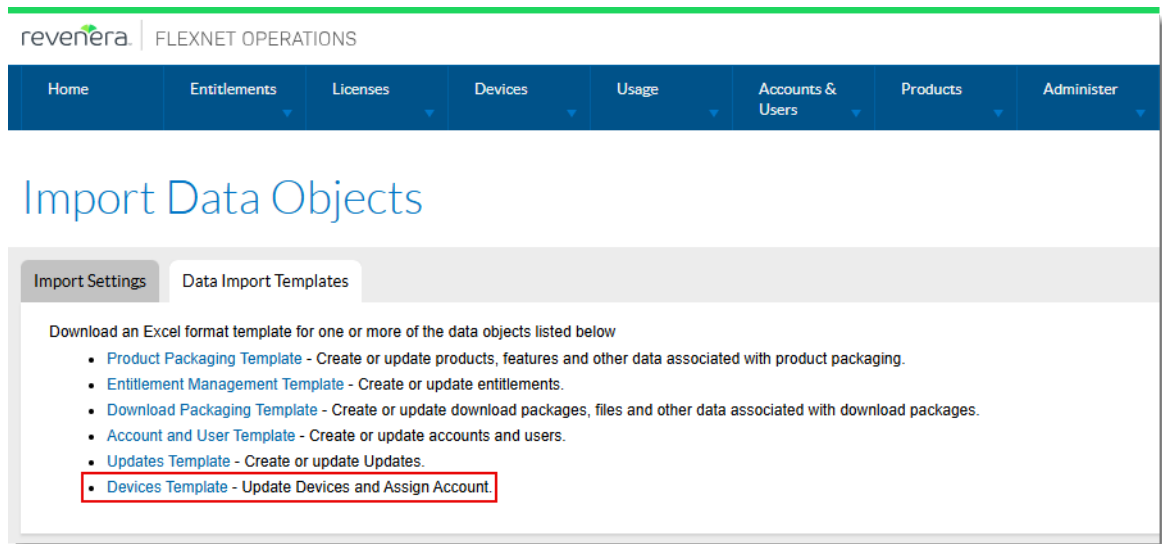 revenera. FLEXNET OPERATIONS
Home Entitlements Licenses Devices Usage Accounts & Users Products Administer
Import Data Objects
Import Settings Data Import Templates
Download an Excel format template for one or more of the data objects listed below
• Product Packaging Template - Create or update products, features and other data associated with product packaging.
• Entitlement Management Template - Create or update entitlements.
• Download Packaging Template - Create or update download packages, files and other data associated with download packages.
• Account and User Template - Create or update accounts and users.
• Updates Template - Create or update Updates.
• Devices Template - Update Devices and Assign Account.